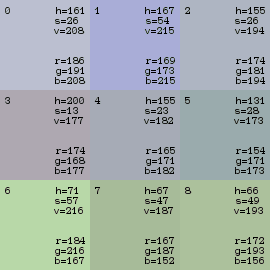 0 h=161 1 h=167 2 h=155
s=26 s=54 s=26
v=208 v=215 v=194
r=186 r=169 r=174
g=191 g=173 g=181
b=208 b=215 b=194
3 h=200 4 h=155 5 h=131
s=13 s=23 s=28
v=177 v=182 v=173
r=174 r=165 r=154
g=168 g=171 g=171
b=177 b=182 b=173
6 h=71 7 h=67 8 h=66
s=57 s=47 s=49
v=216 v=187 v=193
r=184 r=167 r=172
g=216 g=187 g=193
b=167 b=152 b=156